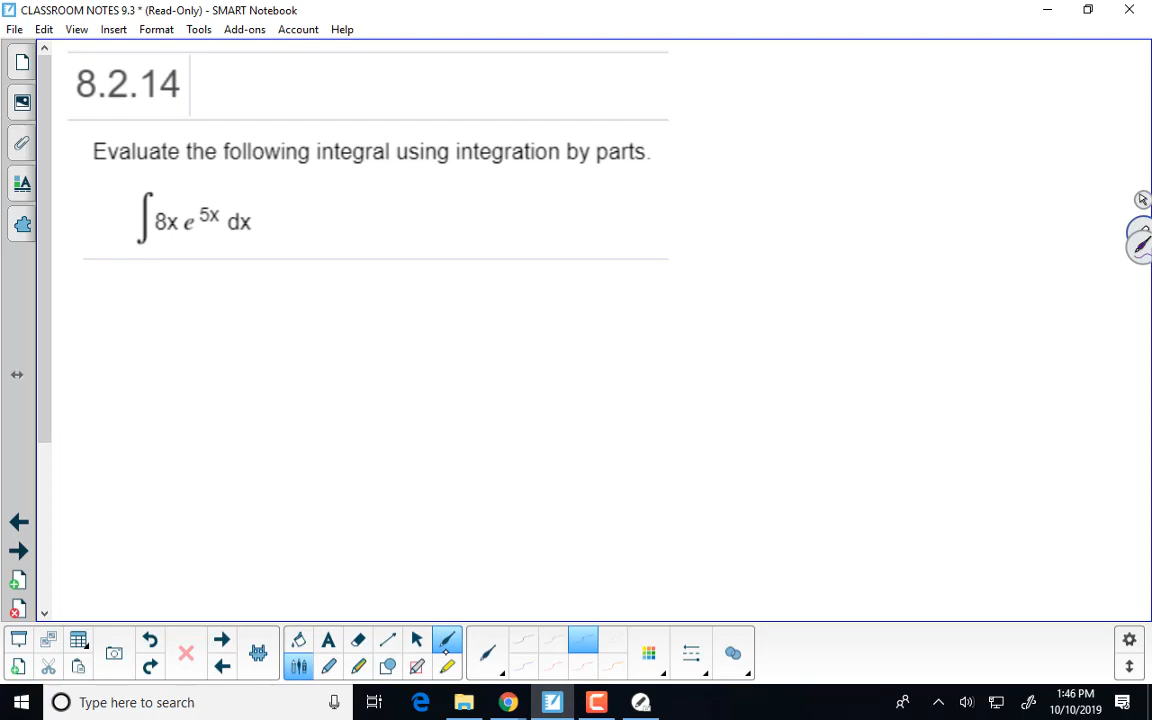 CLASSROOM NOTES 9.3 * (Read-Only) - SMART Notebook
File Edit View Insert Format Tools Add-ons Account Help
8.2.14
Evaluate the following integral using integration by parts.
∫ 8x e^5x dx
Type here to search
1:46 PM
10/10/2019